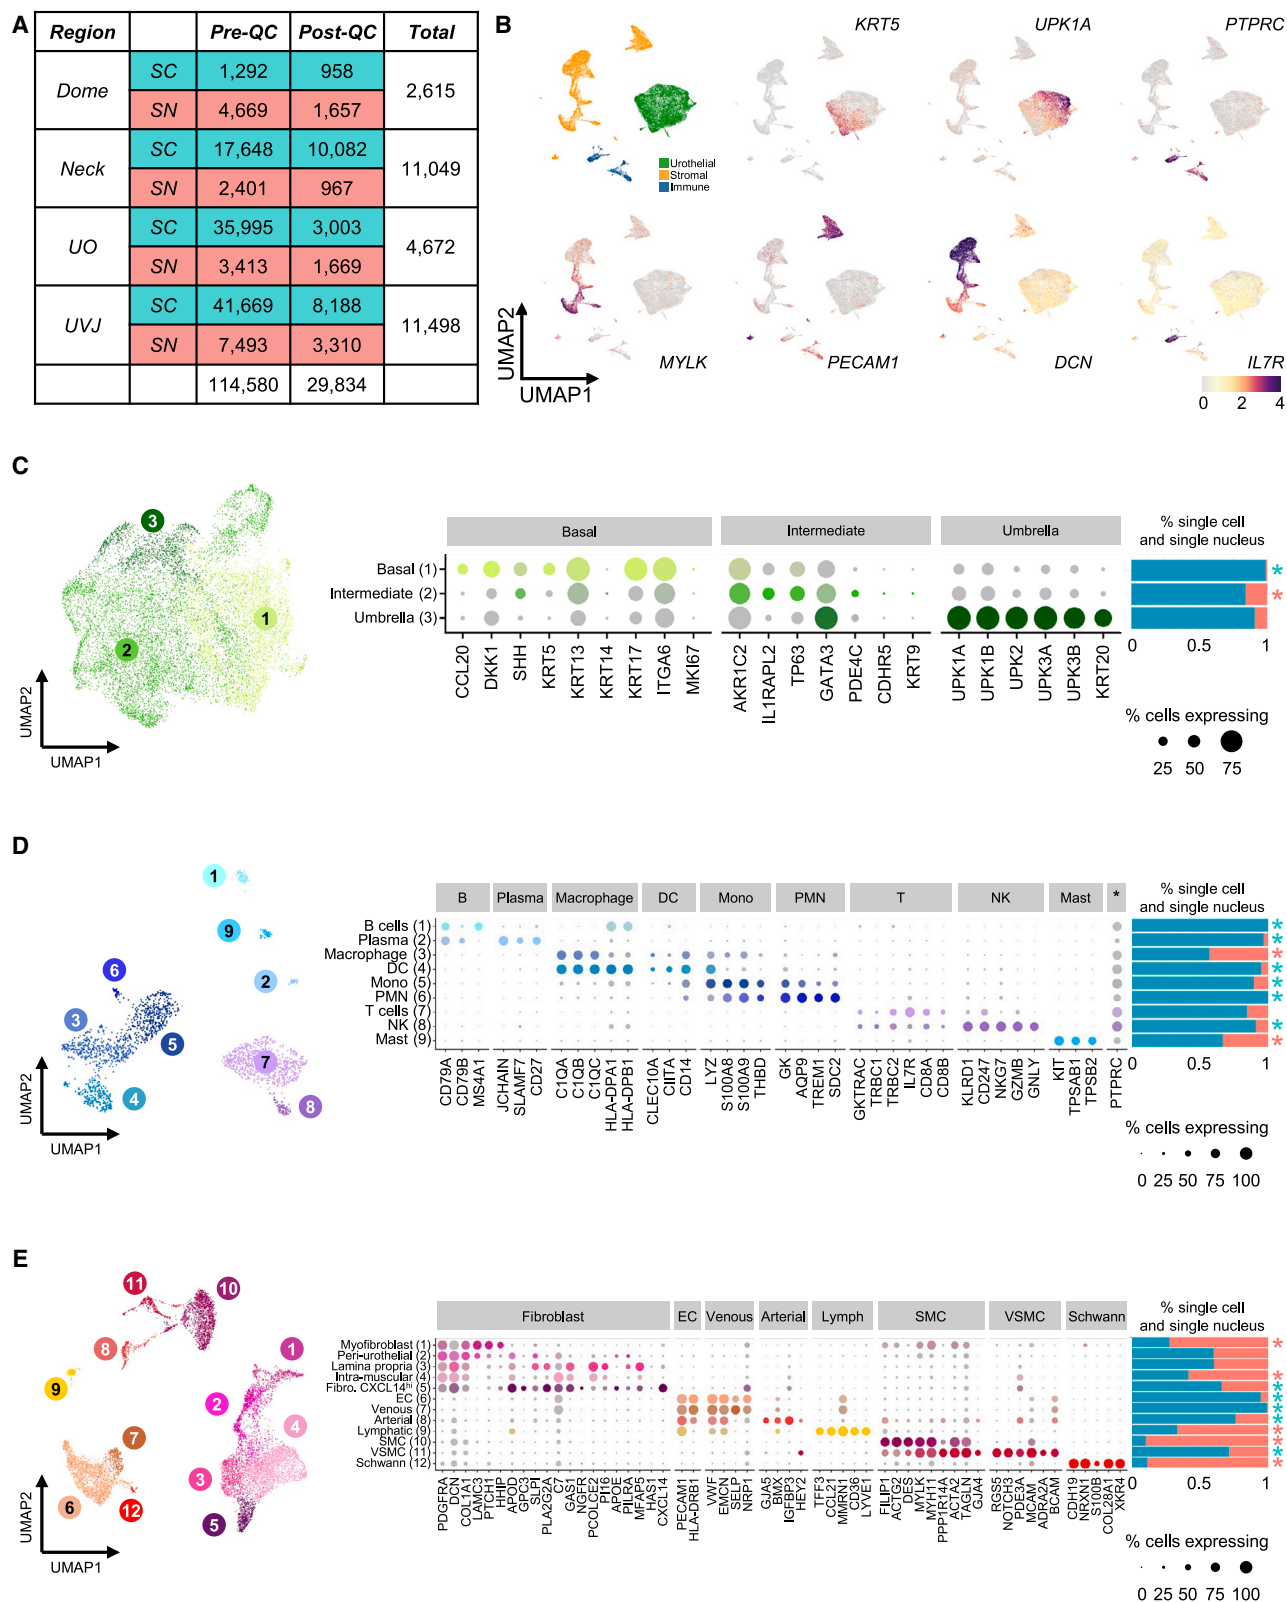 A
Region Pre-QC Post-QC Total
Dome SC 1,292 958 2,615
SN 4,669 1,657
Neck SC 17,648 10,082 11,049
SN 2,401 967
UO SC 35,995 3,003 4,672
SN 3,413 1,669
UVJ SC 41,669 8,188 11,498
SN 7,493 3,310
114,580 29,834
B
KRT5 UPK1A PTPRC
Urothelial
Stromal
Immune
MYLK PECAM1 DCN IL7R
UMAP2
UMAP1
0 2 4
C
3
1
2
UMAP2
UMAP1
Basal Intermediate Umbrella
% single cell
and single nucleus
Basal (1) *
Intermediate (2) *
Umbrella (3)
CCL20 DKK1 SHH KRT5 KRT13 KRT14 KRT17 ITGA6 MKI67 AKR1C2 IL1RAPL2 TP63 GATA3 PDE4C CDHR5 KRT9 UPK1A UPK1B UPK2 UPK3A UPK3B KRT20
0 0.5 1
% cells expressing
25 50 75
D
1
9
6
2
3
5
7
4
8
UMAP2
UMAP1
B Plasma Macrophage DC Mono PMN T NK Mast *
% single cell
and single nucleus
B cells (1) *
Plasma (2) *
Macrophage (3) *
DC (4) *
Mono (5) *
PMN (6) *
T cells (7)
NK (8) *
Mast (9) *
CD79A CD79B MS4A1 JCHAIN SLAMF7 CD27 C1QA C1QB C1QC HLA-DPA1 HLA-DPB1 CLEC10A CIITA CD14 LYZ S100A8 S100A9 THBD GK AQP9 TREM1 SDC2 GKTRAC TRBC1 TRBC2 IL7R CD8A CD8B KLRD1 CD247 NKG7 GZMB GNLY KIT TPSAB1 TPSB2 PTPRC
0 0.5 1
% cells expressing
0 25 50 75 100
E
11
10
8
1
9
2
4
7
3
6
12
5
UMAP2
UMAP1
Fibroblast EC Venous Arterial Lymph SMC VSMC Schwann
% single cell
and single nucleus
Myofibroblast (1) *
Peri-urothelial (2)
Lamina propria (3)
Intra-muscular (4) *
Fibro. CXCL14hi (5) *
EC (6) *
Venous (7) *
Arterial (8) *
Lymphatic (9) *
SMC (10) *
VSMC (11) *
Schwann (12) *
PDGFRA DCN COL1A1 LAMC3 PTCH1 HHIP APOD GPC3 SLPI PLA2G2A C7 GAS1 NGFR PCOLCE2 PI16 APOE PILRA MFAP5 HAS1 CXCL14 PECAM1 HLA-DRB1 VWF EMCN SELP NRP1 GJA5 BMX IGFBP3 HEY2 TFF3 CCL21 MMRN1 CD36 LYVE1 FILIP1 ACTG2 DES MYLK MYH11 PPP1R14A ACTA2 TAGLN GJA4 RGS5 NOTCH3 PDE3A MCAM ADRA2A BCAM CDH19 NRXN1 S100B COL28A1 XKR4
0 0.5 1
% cells expressing
0 25 50 75 100